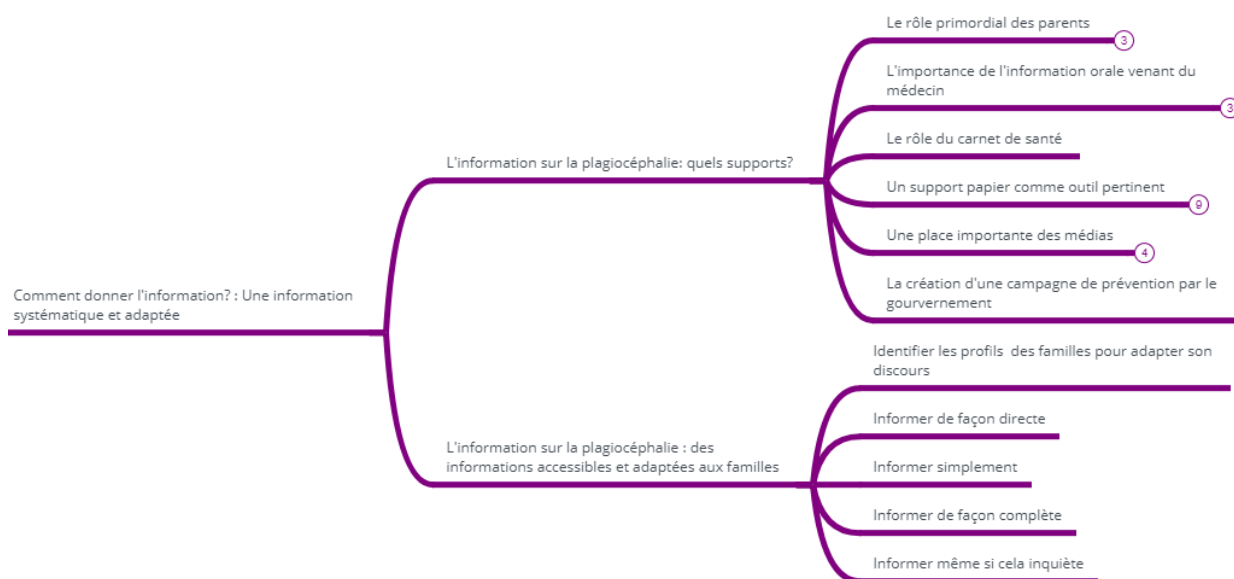 Le rôle primordial des parents
3
L'importance de l'information orale venant du
médecin
3
Le rôle du carnet de santé
L'information sur la plagiocéphalie: quels supports?
Un support papier comme outil pertinent
9
Une place importante des médias
4
La création d'une campagne de prévention par le
gourvernement
Comment donner l'information? : Une information
systématique et adaptée
Identifier les profils des familles pour adapter son
discours
Informer de façon directe
L'information sur la plagiocéphalie : des
informations accessibles et adaptées aux familles
Informer simplement
Informer de façon complète
Informer même si cela inquiète